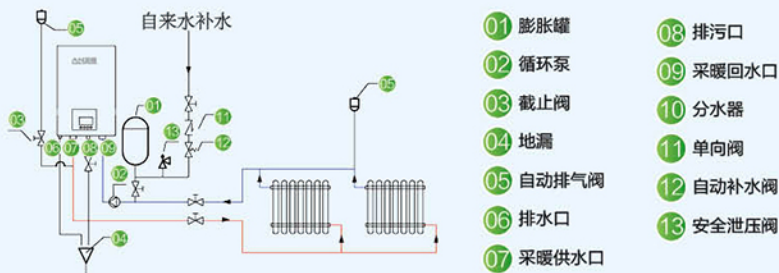 自来水补水
05
05
01
03
11
13
12
06
07
08
09
02
04
01 膨胀罐
02 循环泵
03 截止阀
04 地漏
05 自动排气阀
06 排水口
07 采暖供水口
08 排污口
09 采暖回水口
10 分水器
11 单向阀
12 自动补水阀
13 安全泄压阀